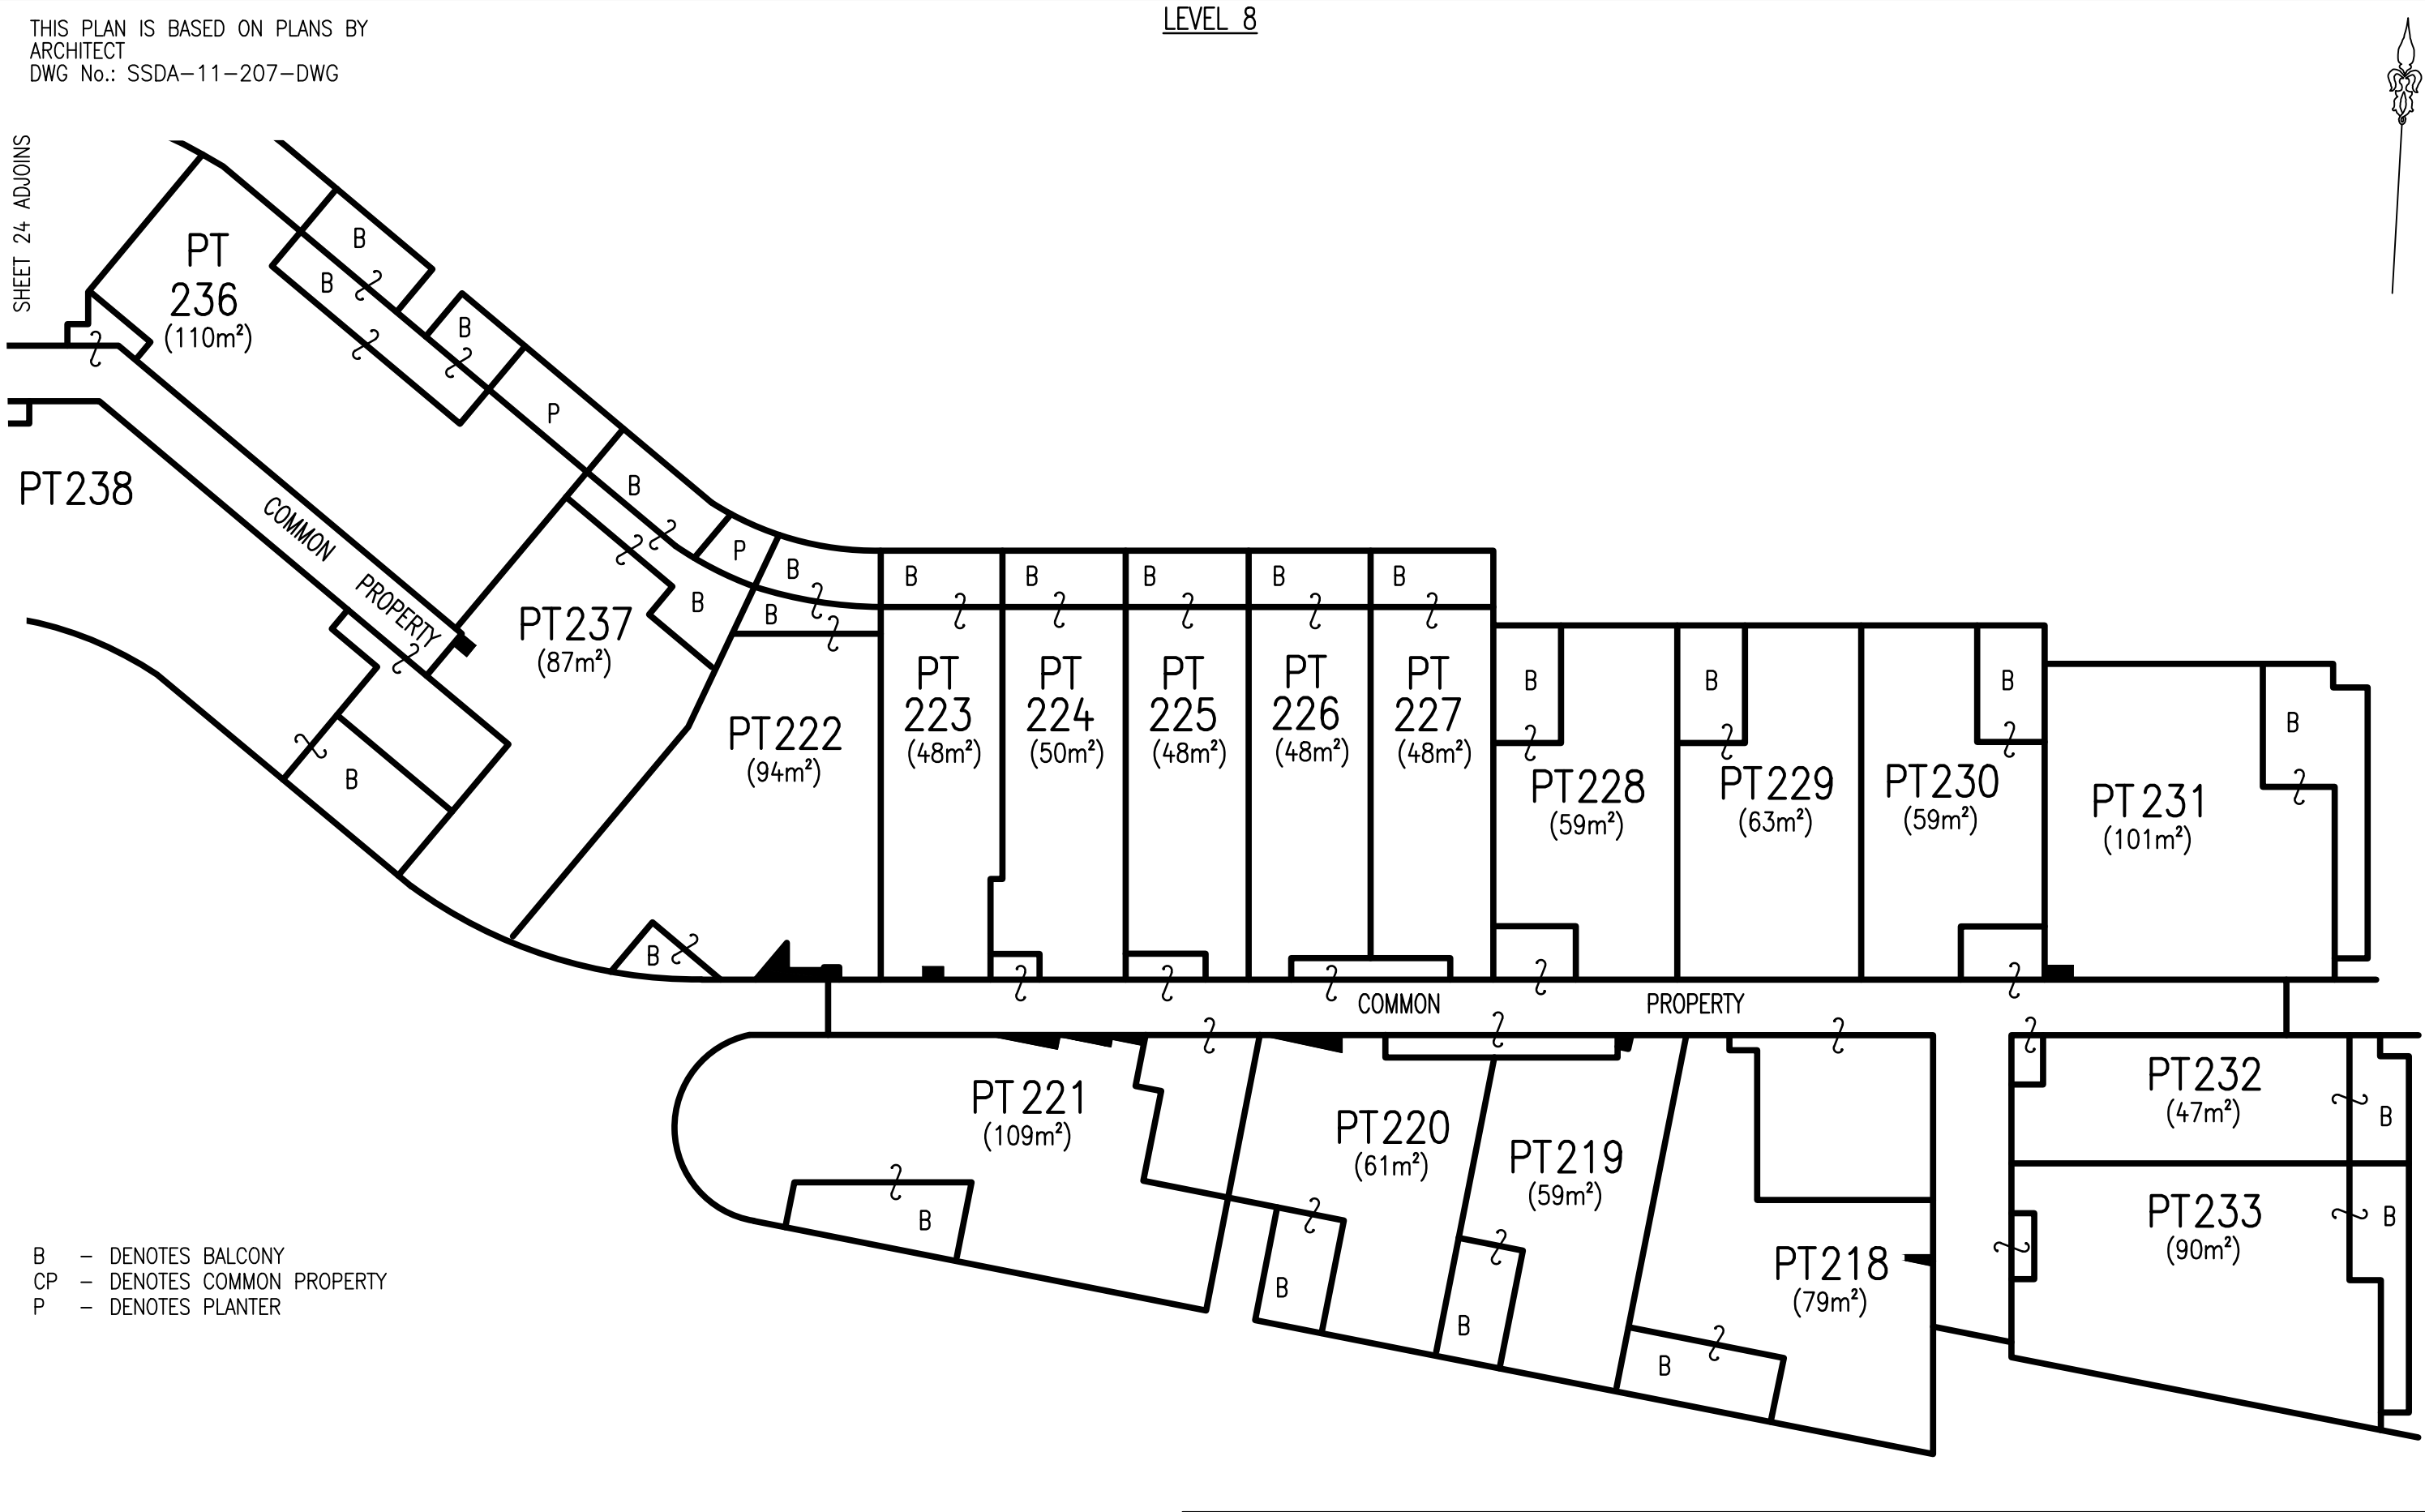 LEVEL 8
THIS PLAN IS BASED ON PLANS BY
ARCHITECT
DWG No.: SSDA-11-207-DWG
SHEET 24 ADJOINS
PT
236
(110m²)
B
B
B
P
B
P
B
B
B
PT238
COMMON PROPERTY
PT237
(87m²)
B
PT222
(94m²)
B
B
PT
223
(48m²)
B
PT
224
(50m²)
B
PT
225
(48m²)
B
PT
226
(48m²)
B
PT
227
(48m²)
B
PT228
(59m²)
B
PT229
(63m²)
B
PT230
(59m²)
B
PT231
(101m²)
B
COMMON PROPERTY
PT221
(109m²)
B
PT220
(61m²)
B
PT219
(59m²)
B
PT218
(79m²)
B
PT232
(47m²)
B
PT233
(90m²)
B
B - DENOTES BALCONY
CP - DENOTES COMMON PROPERTY
P - DENOTES PLANTER